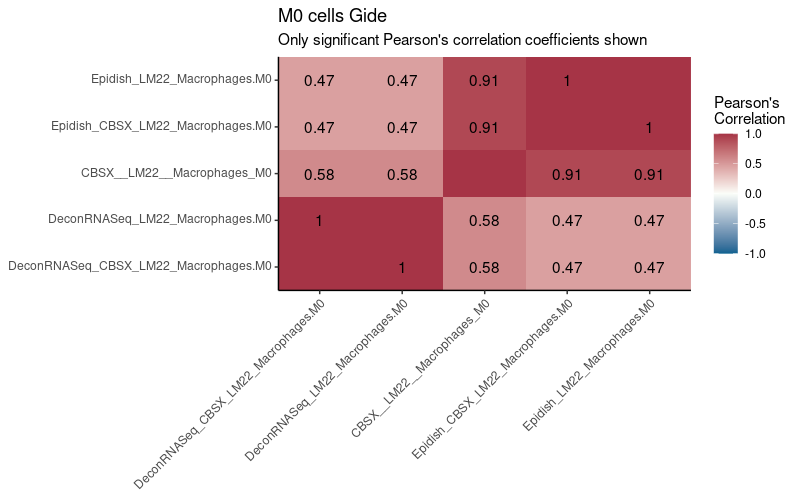 M0 cells Gide
Only significant Pearson's correlation coefficients shown
Epidish_LM22_Macrophages.M0 0.47 0.47 0.91 1
Epidish_CBSX_LM22_Macrophages.M0 0.47 0.47 0.91 1
CBSX__LM22__Macrophages_M0 0.58 0.58 0.91 0.91
DeconRNASeq_LM22_Macrophages.M0 1 0.58 0.47 0.47
DeconRNASeq_CBSX_LM22_Macrophages.M0 1 0.58 0.47 0.47
DeconRNASeq_CBSX_LM22_Macrophages.M0
DeconRNASeq_LM22_Macrophages.M0
CBSX__LM22__Macrophages_M0
Epidish_CBSX_LM22_Macrophages.M0
Epidish_LM22_Macrophages.M0
Pearson's
Correlation
1.0
0.5
0.0
-0.5
-1.0